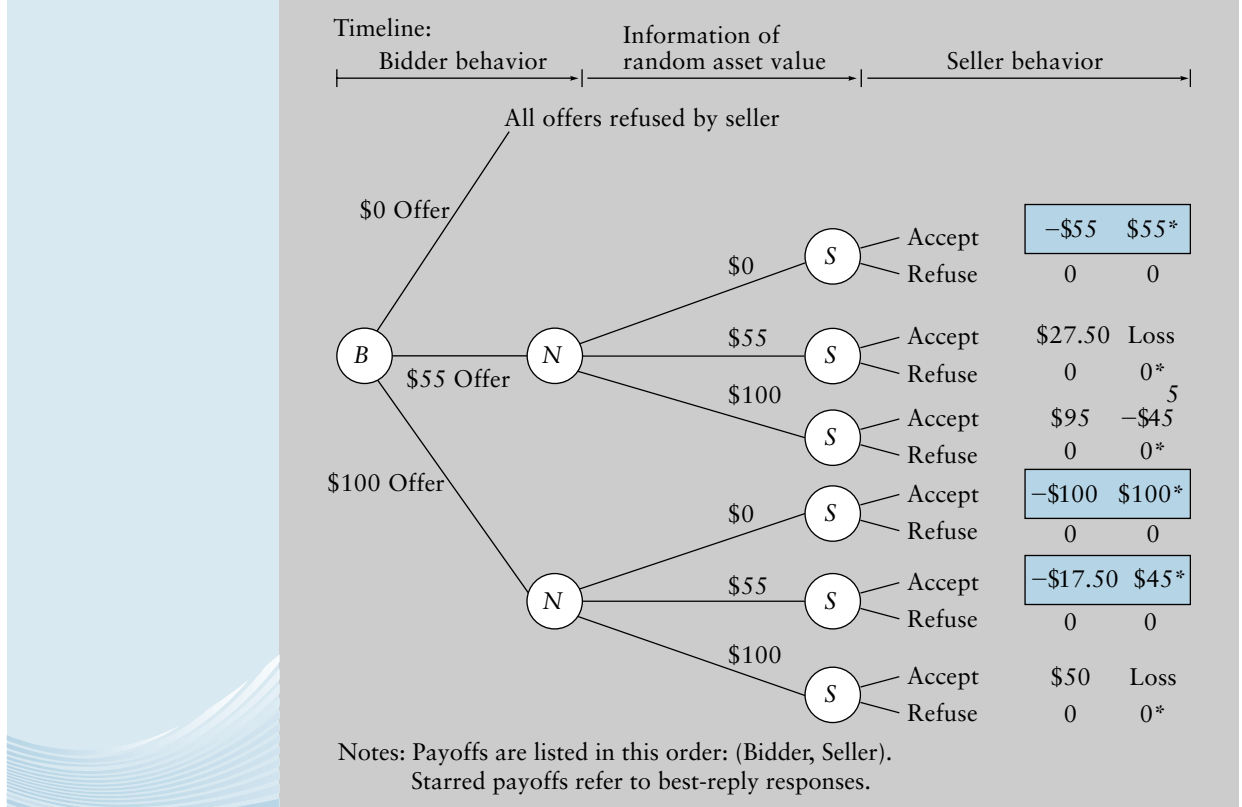 Timeline:
Bidder behavior
Information of
random asset value
Seller behavior
All offers refused by seller
$0 Offer
B
$55 Offer
$100 Offer
N
$0
S
Accept
−$55 $55*
Refuse
0 0
$55
S
Accept
$27.50 Loss
Refuse
0 0*
5
$100
S
Accept
$95 −$45
Refuse
0 0*
N
$0
S
Accept
−$100 $100*
Refuse
0 0
$55
S
Accept
−$17.50 $45*
Refuse
0 0
$100
S
Accept
$50 Loss
Refuse
0 0*
Notes: Payoffs are listed in this order: (Bidder, Seller).
Starred payoffs refer to best-reply responses.